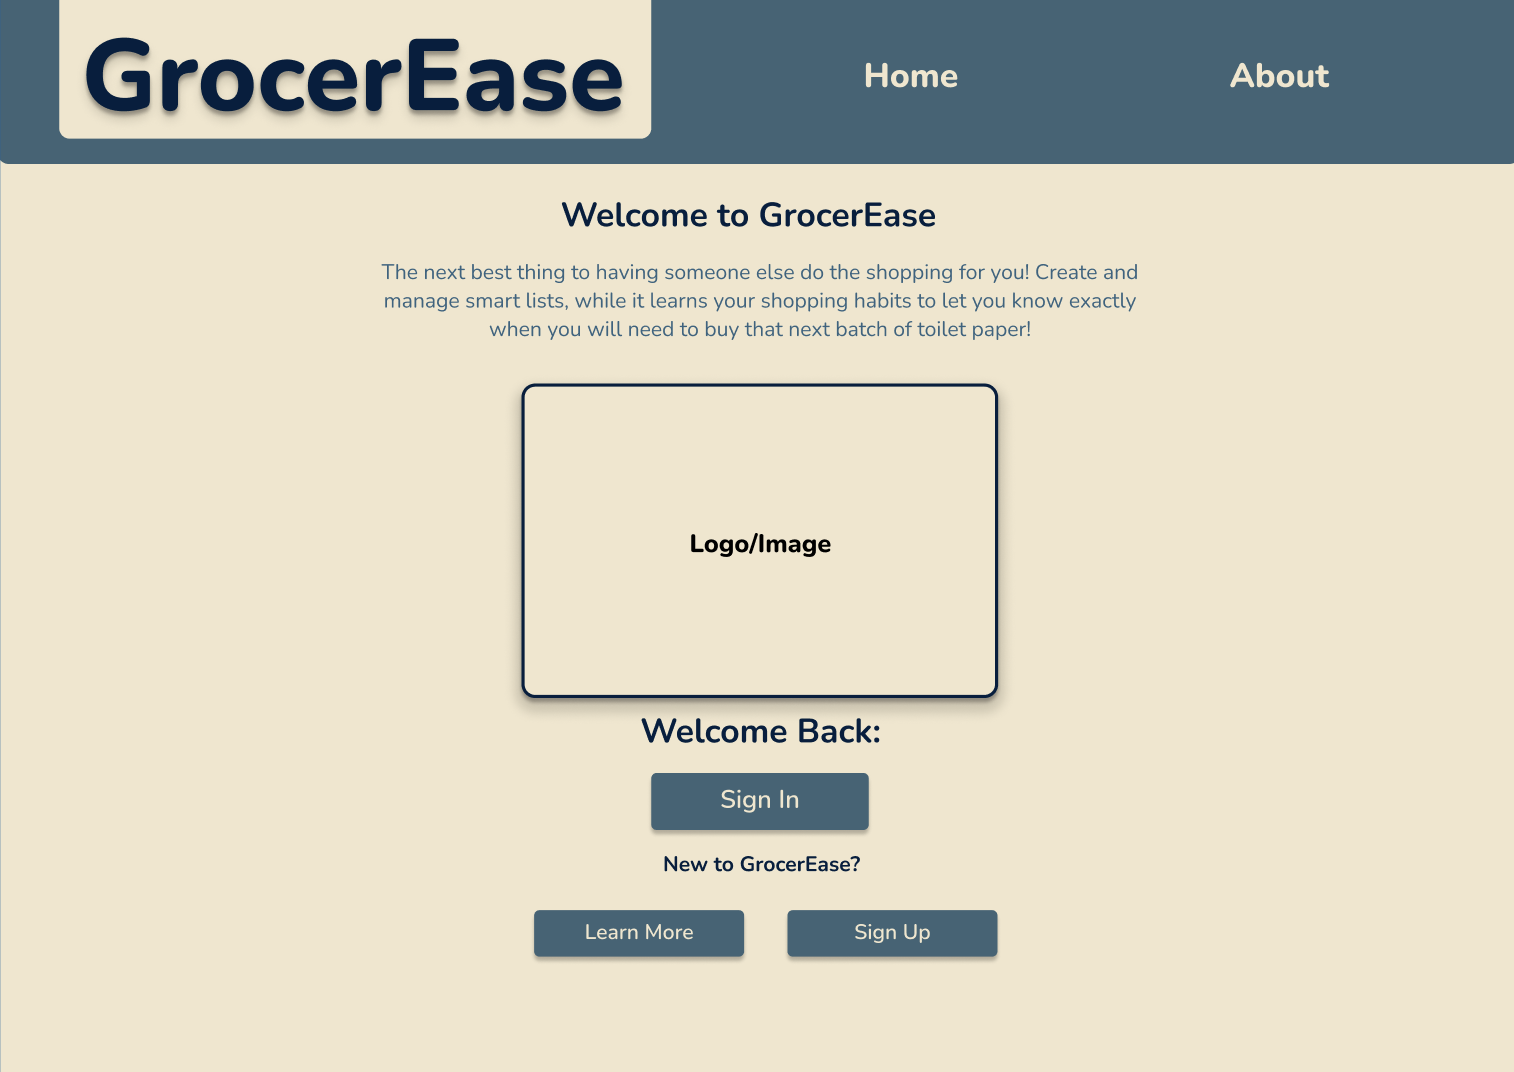 GrocerEase
Home
About
Welcome to GrocerEase
The next best thing to having someone else do the shopping for you! Create and
manage smart lists, while it learns your shopping habits to let you know exactly
when you will need to buy that next batch of toilet paper!
Logo/Image
Welcome Back:
Sign In
New to GrocerEase?
Learn More
Sign Up